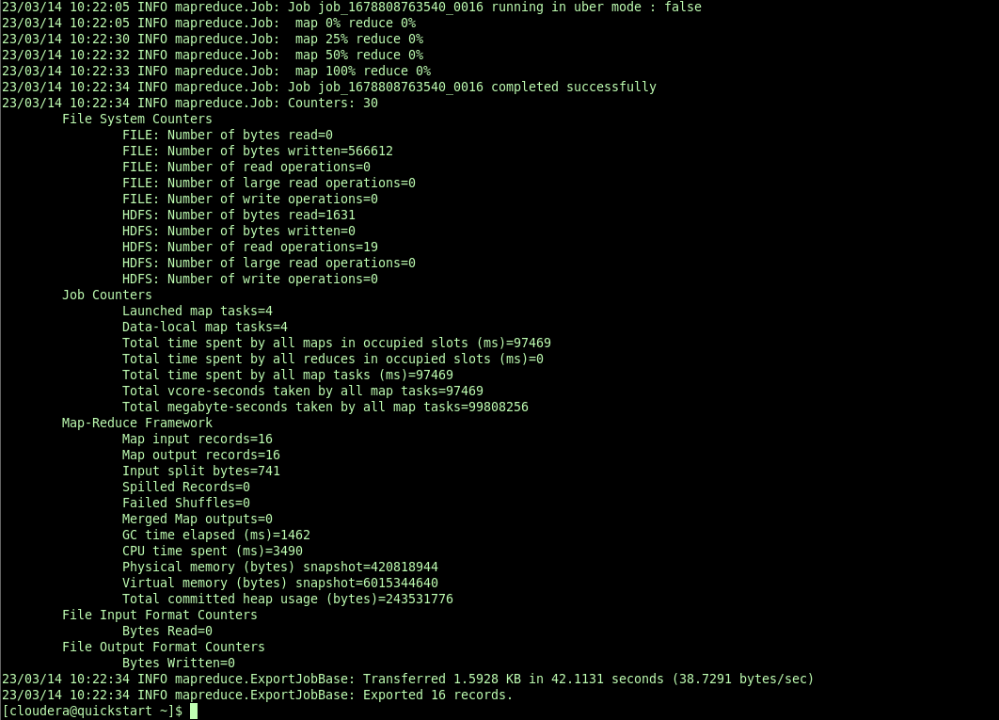 23/03/14 10:22:05 INFO mapreduce.Job: Job job_1678808763540_0016 running in uber mode : false
23/03/14 10:22:05 INFO mapreduce.Job:  map 0% reduce 0%
23/03/14 10:22:30 INFO mapreduce.Job:  map 25% reduce 0%
23/03/14 10:22:32 INFO mapreduce.Job:  map 50% reduce 0%
23/03/14 10:22:33 INFO mapreduce.Job:  map 100% reduce 0%
23/03/14 10:22:34 INFO mapreduce.Job: Job job_1678808763540_0016 completed successfully
23/03/14 10:22:34 INFO mapreduce.Job: Counters: 30
File System Counters
FILE: Number of bytes read=0
FILE: Number of bytes written=566612
FILE: Number of read operations=0
FILE: Number of large read operations=0
FILE: Number of write operations=0
HDFS: Number of bytes read=1631
HDFS: Number of bytes written=0
HDFS: Number of read operations=19
HDFS: Number of large read operations=0
HDFS: Number of write operations=0
Job Counters
Launched map tasks=4
Data-local map tasks=4
Total time spent by all maps in occupied slots (ms)=97469
Total time spent by all reduces in occupied slots (ms)=0
Total time spent by all map tasks (ms)=97469
Total vcore-seconds taken by all map tasks=97469
Total megabyte-seconds taken by all map tasks=99808256
Map-Reduce Framework
Map input records=16
Map output records=16
Input split bytes=741
Spilled Records=0
Failed Shuffles=0
Merged Map outputs=0
GC time elapsed (ms)=1462
CPU time spent (ms)=3490
Physical memory (bytes) snapshot=420818944
Virtual memory (bytes) snapshot=6015344640
Total committed heap usage (bytes)=243531776
File Input Format Counters
Bytes Read=0
File Output Format Counters
Bytes Written=0
23/03/14 10:22:34 INFO mapreduce.ExportJobBase: Transferred 1.5928 KB in 42.1131 seconds (38.7291 bytes/sec)
23/03/14 10:22:34 INFO mapreduce.ExportJobBase: Exported 16 records.
[cloudera@quickstart ~]$